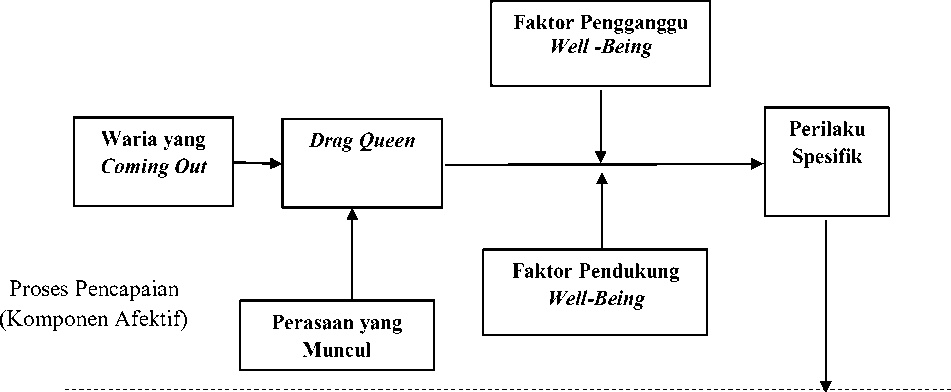 Faktor Pengganggu
Well -Being
Waria yang
Coming Out
Drag Queen
Perilaku
Spesifik
Faktor Pendukung
Well-Being
Proses Pencapaian
(Komponen Afektif)
Perasaan yang
Muncul